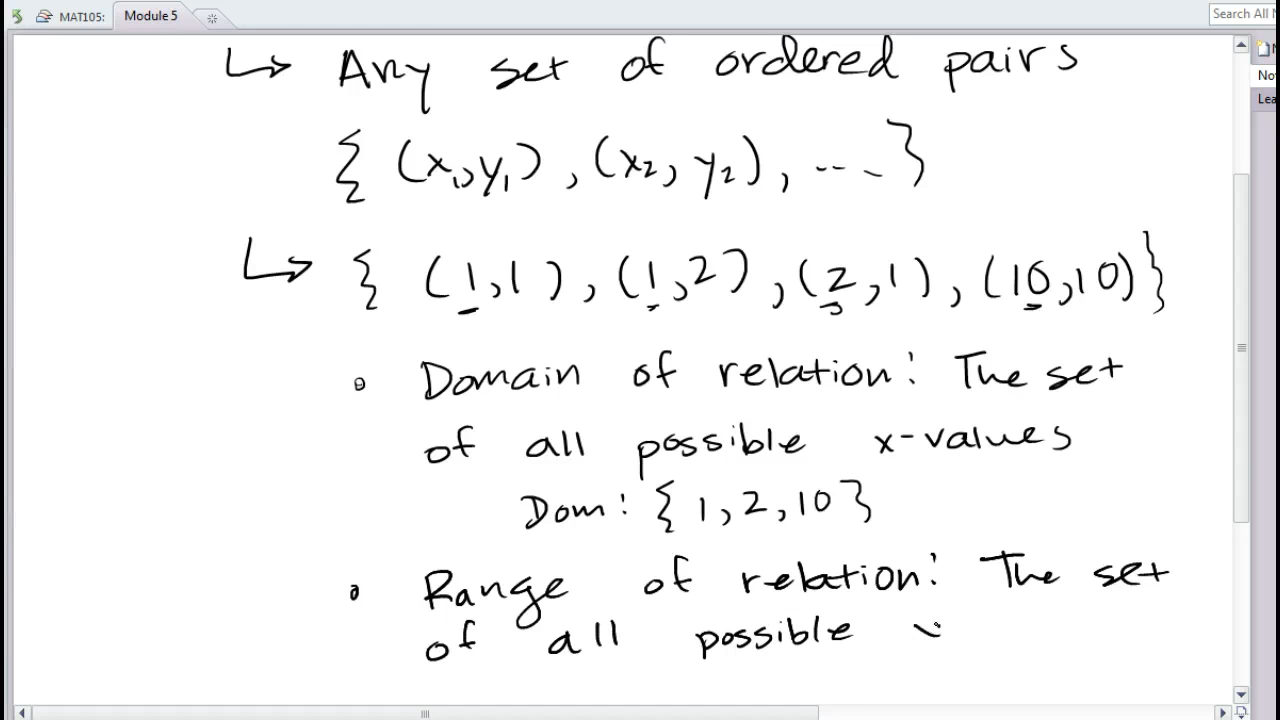 MAT105: Module 5 Search All N
↳ Any set of ordered pairs
{ (x₁,y₁), (x₂,y₂), ... }
↳ { (1,1), (1,2), (2,1), (10,10) }
No
Lea
• Domain of relation: The set
of all possible x-values
Dom: { 1, 2, 10 }
• Range of relation: The set
of all possible